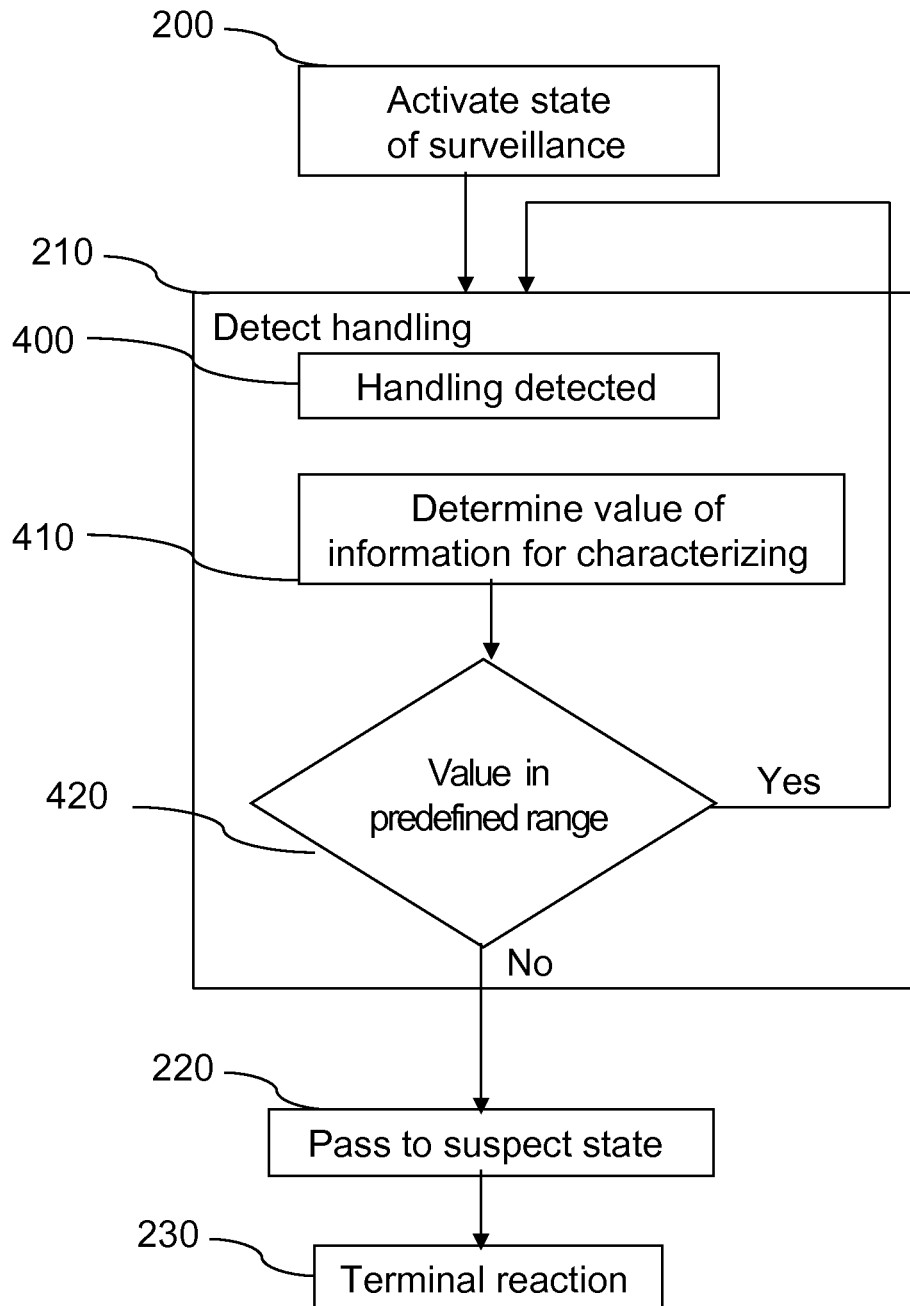 200
Activate state
of surveillance
210
Detect handling
400
Handling detected
410
Determine value of
information for characterizing
420
Value in
predefined range
Yes
No
220
Pass to suspect state
230
Terminal reaction